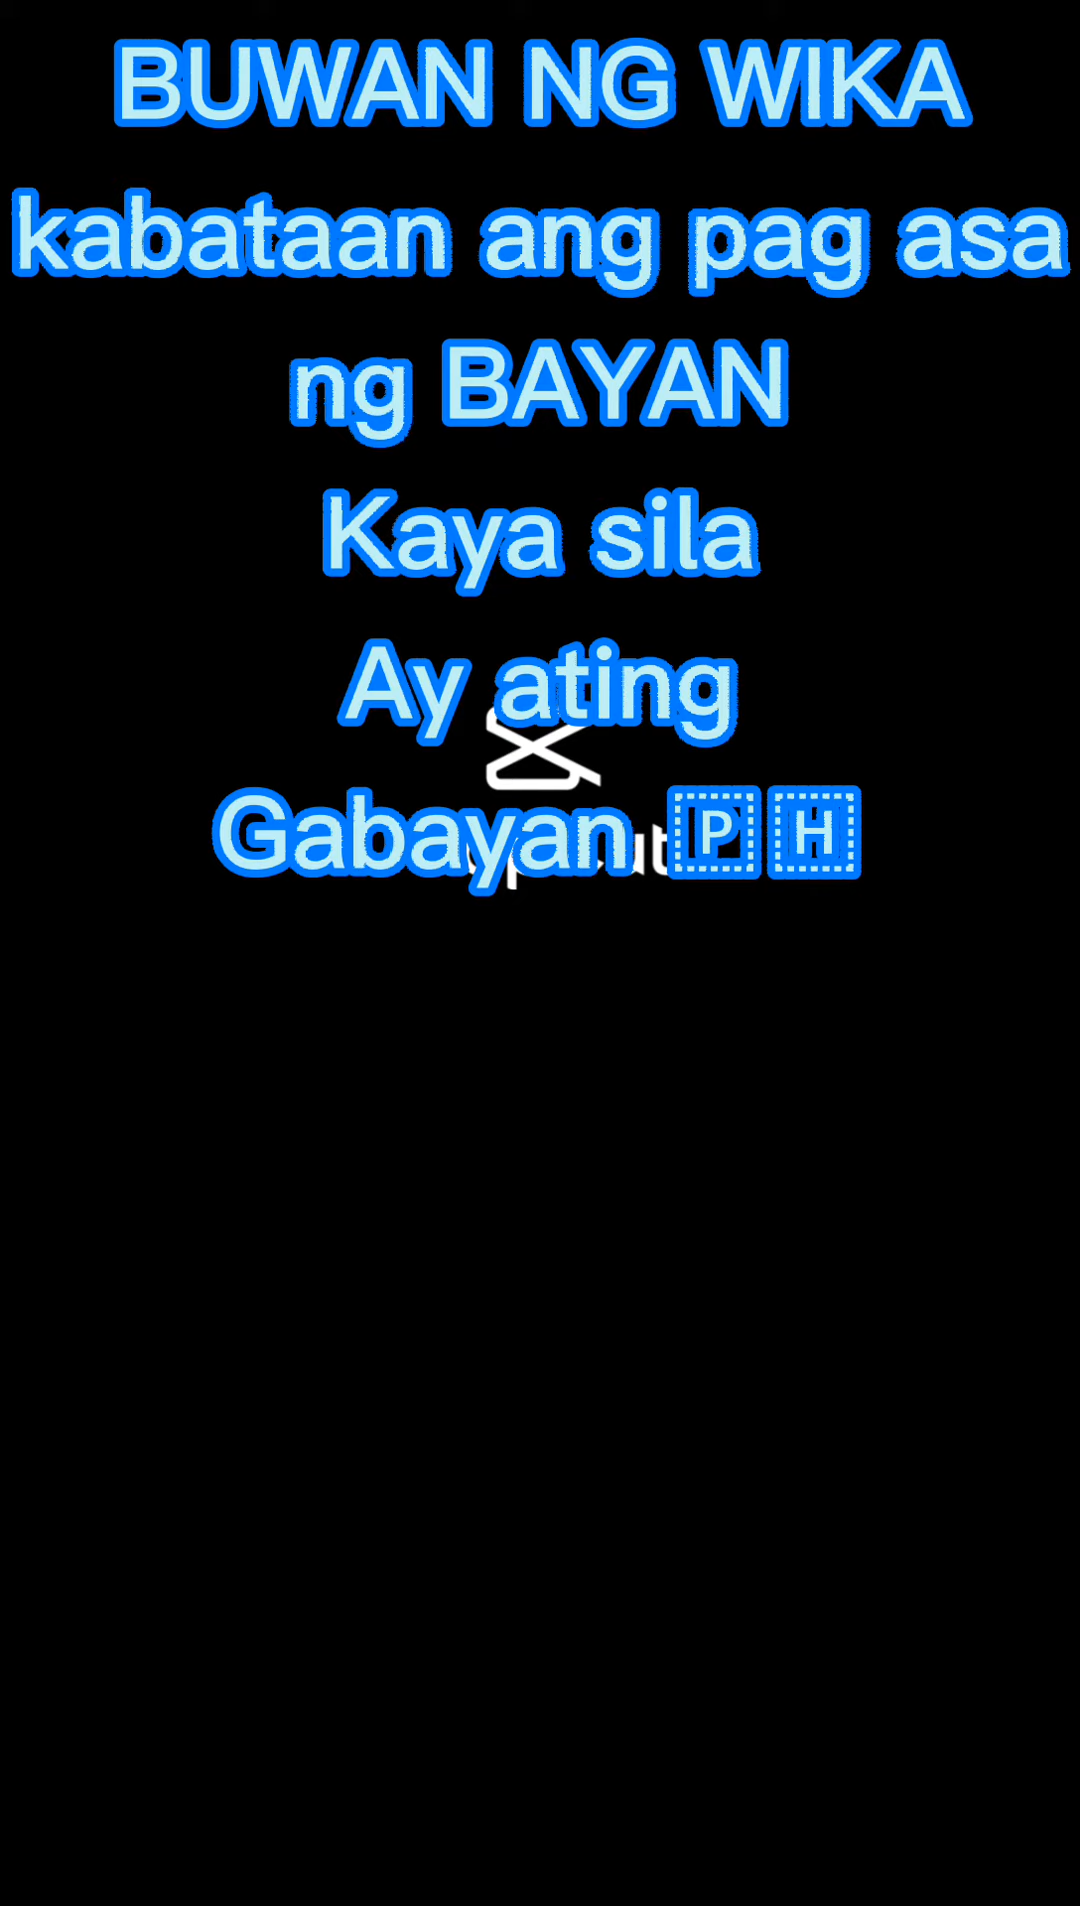 BUWAN NG WIKA
kabataan ang pag asa
ng BAYAN
Kaya sila
Ay ating
Gabayan 🇵🇭